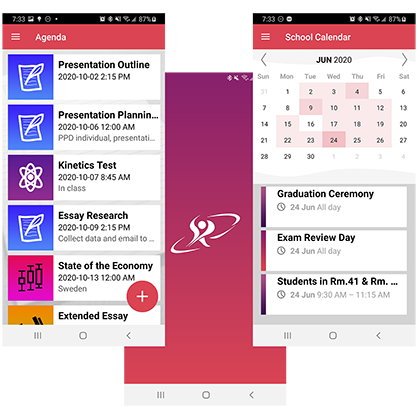 7:33 87%
Agenda
Presentation Outline
2020-10-02 2:15 PM
Presentation Plannin...
2020-10-06 12:00 AM
PPD individual, presentati...
Kinetics Test
2020-10-07 8:45 AM
In class
Essay Research
2020-10-09 2:15 PM
Collect data and email to ...
State of the Economy
2020-10-13 12:00 AM
Sweden
Extended Essay
7:33 87%
School Calendar
JUN 2020
SUN MON TUE WED THU FRI SAT
31 1 2 3 4 5 6
7 8 9 10 11 12 13
14 15 16 17 18 19 20
21 22 23 24 25 26 27
28 29 30 1 2 3 4
Graduation Ceremony
24 Jun All day
Exam Review Day
24 Jun All day
Students in Rm.41 & Rm. ...
24 Jun 9:30 AM – 11:15 AM